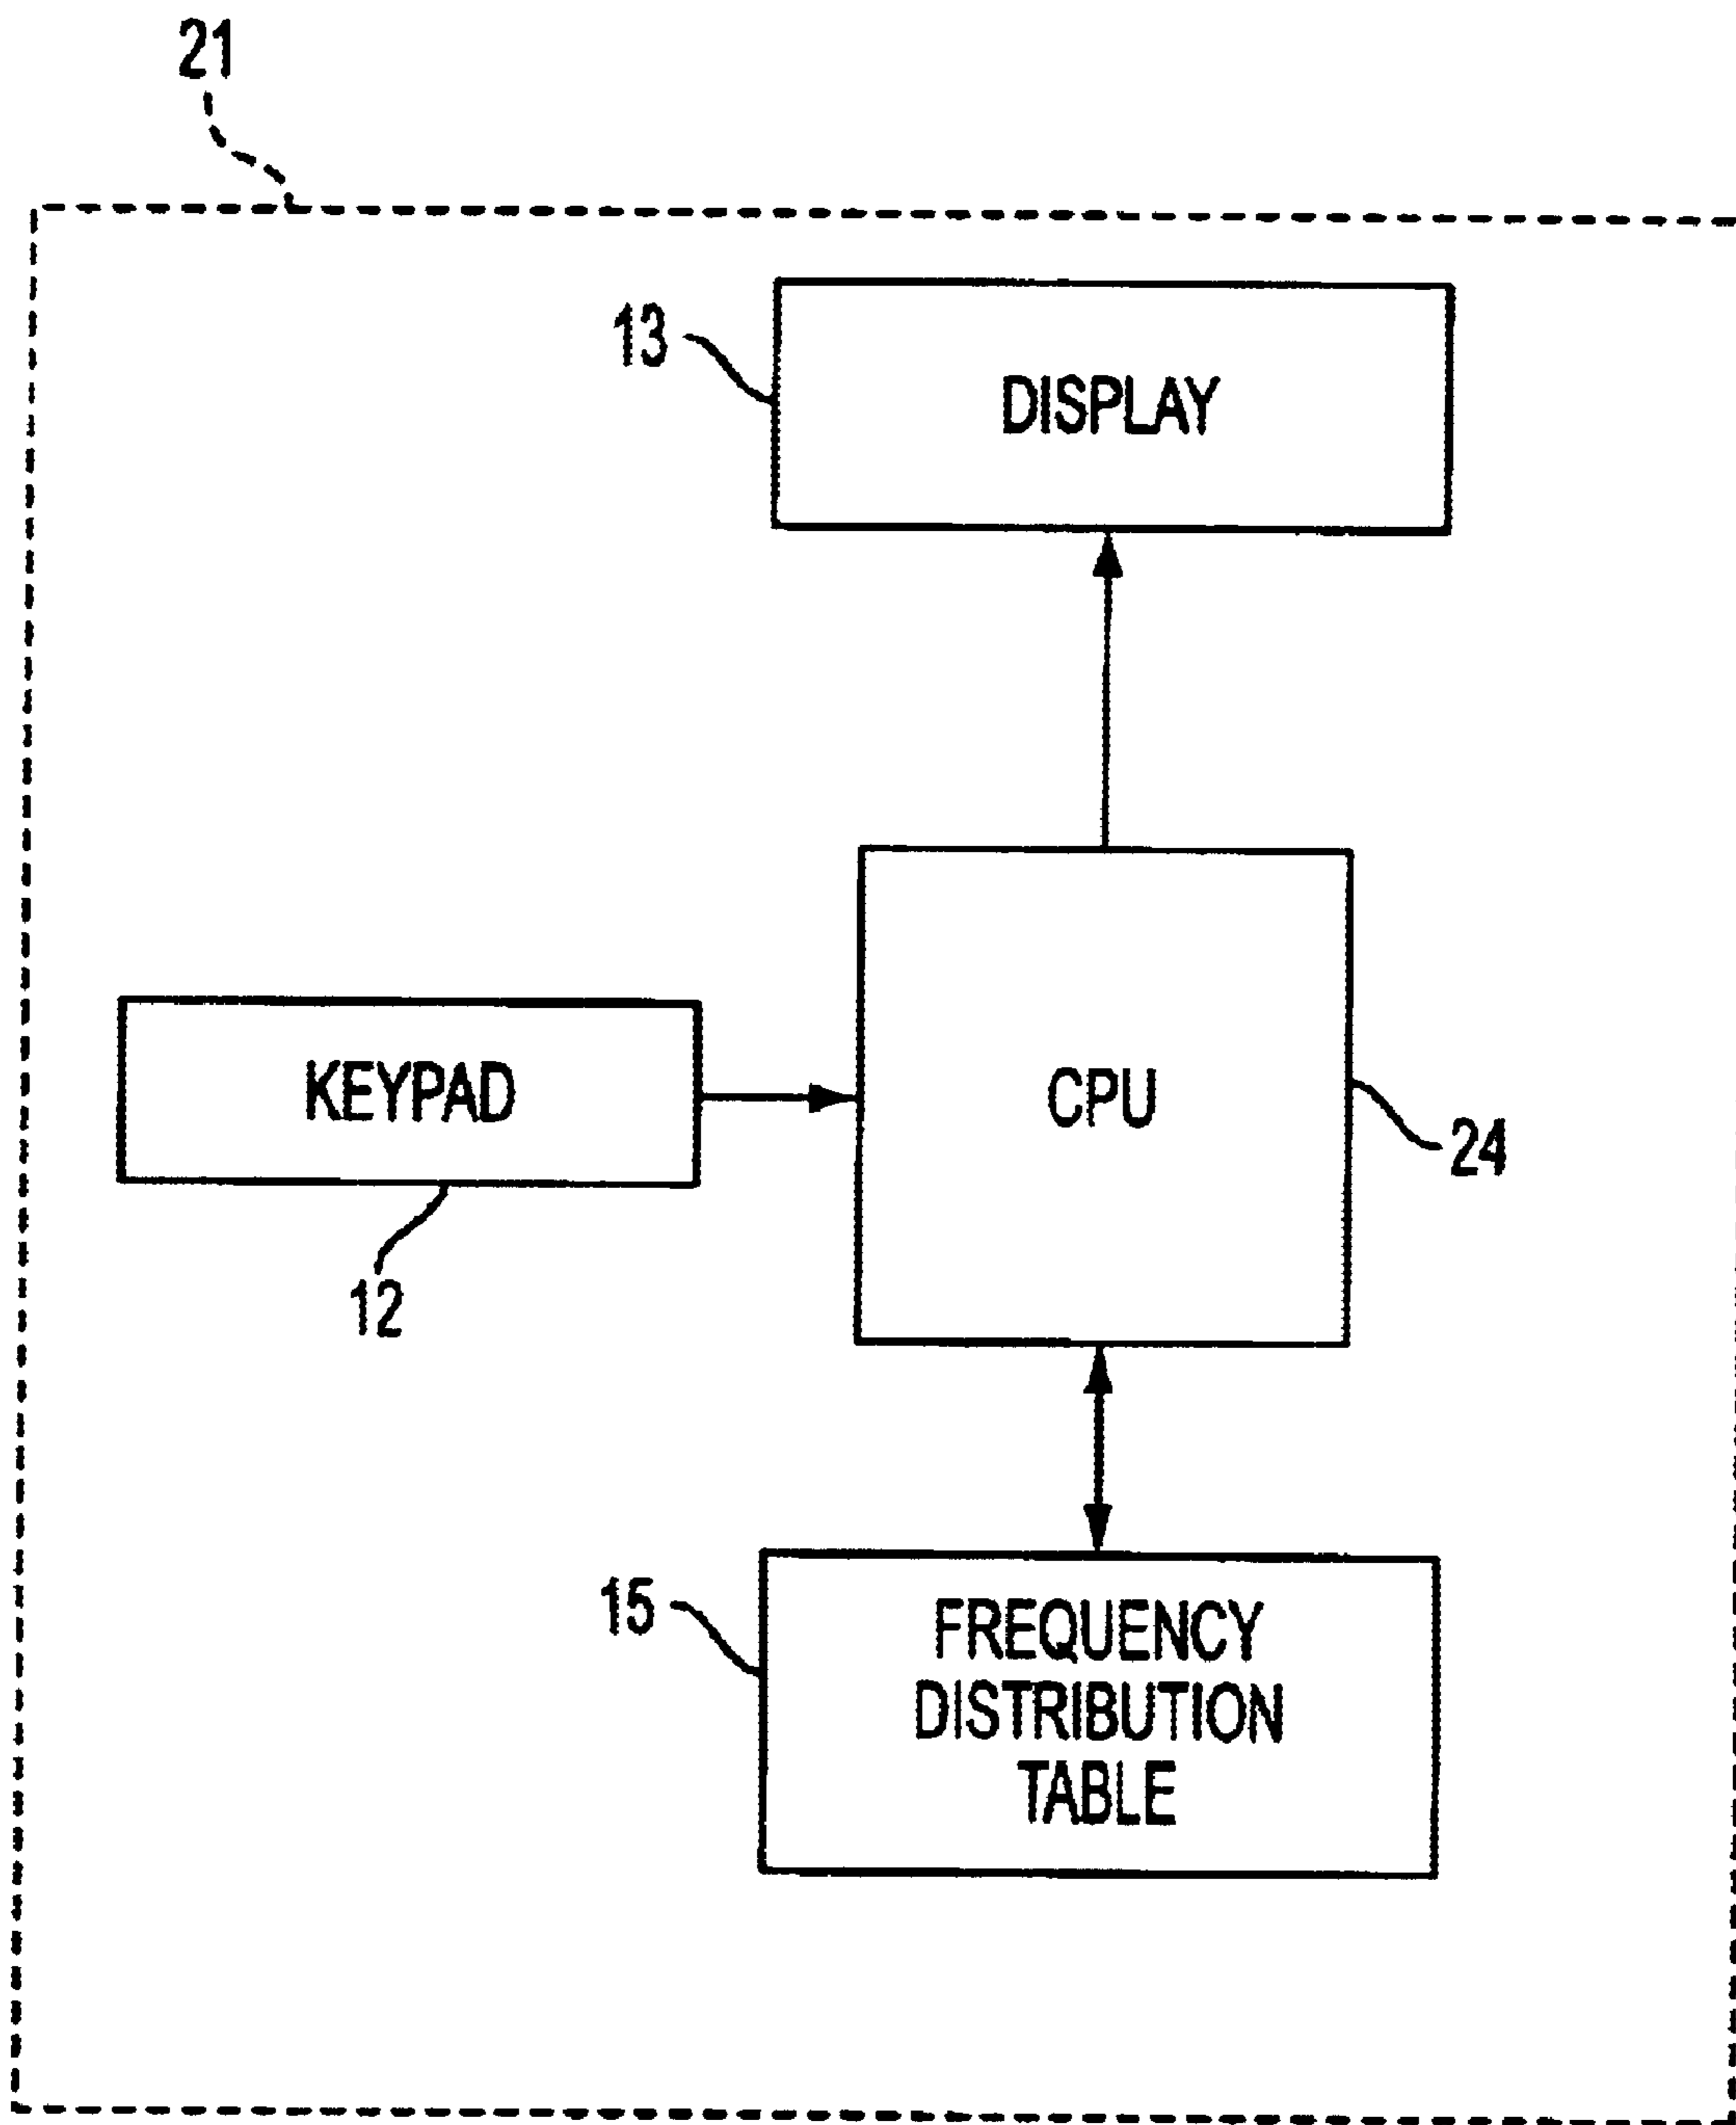 21
13
DISPLAY
KEYPAD
CPU
24
12
15
FREQUENCY
DISTRIBUTION
TABLE